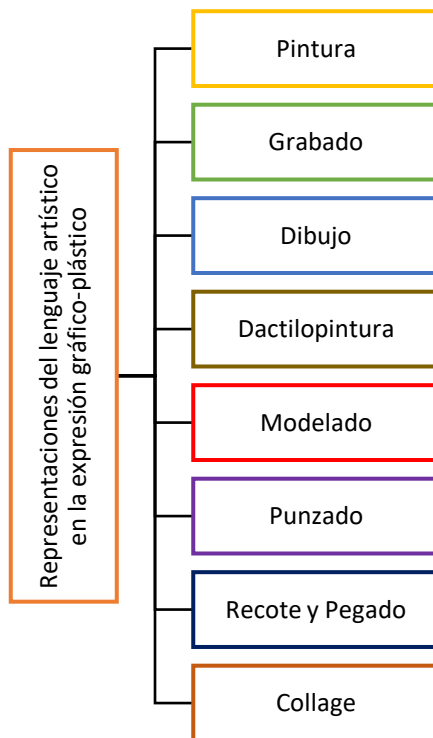 Representaciones del lenguaje artístico
en la expresión gráfico-plástico
Pintura
Grabado
Dibujo
Dactilopintura
Modelado
Punzado
Recote y Pegado
Collage